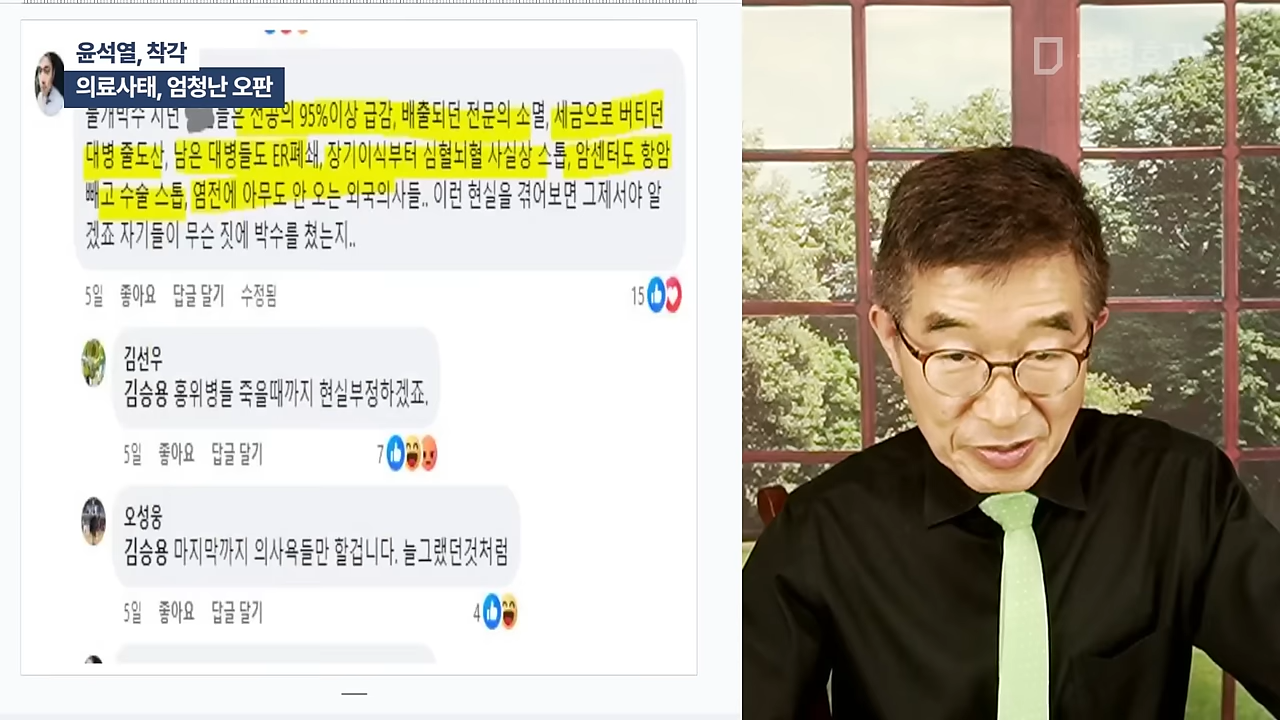 윤석열, 착각
의료사태, 엄청난 오판
들은 전공의 95%이상 급감, 배출되던 전문의 소멸, 세금으로 버티던
대병 줄도산, 남은 대병들도 ER폐쇄, 장기이식부터 심혈뇌혈 사실상 스톱, 암센터도 항암
빼고 수술 스톱, 염전에 아무도 안 오는 외국의사들.. 이런 현실을 겪어보면 그제서야 알
겠죠 자기들이 무슨 짓에 박수를 쳤는지..
5일 좋아요 답글 달기 수정됨 15
김선우
김승용 홍위병들 죽을때까지 현실부정하겠죠.
5일 좋아요 답글 달기 7
오성웅
김승용 마지막까지 의사욕들만 할겁니다. 늘그랬던것처럼
5일 좋아요 답글 달기 4